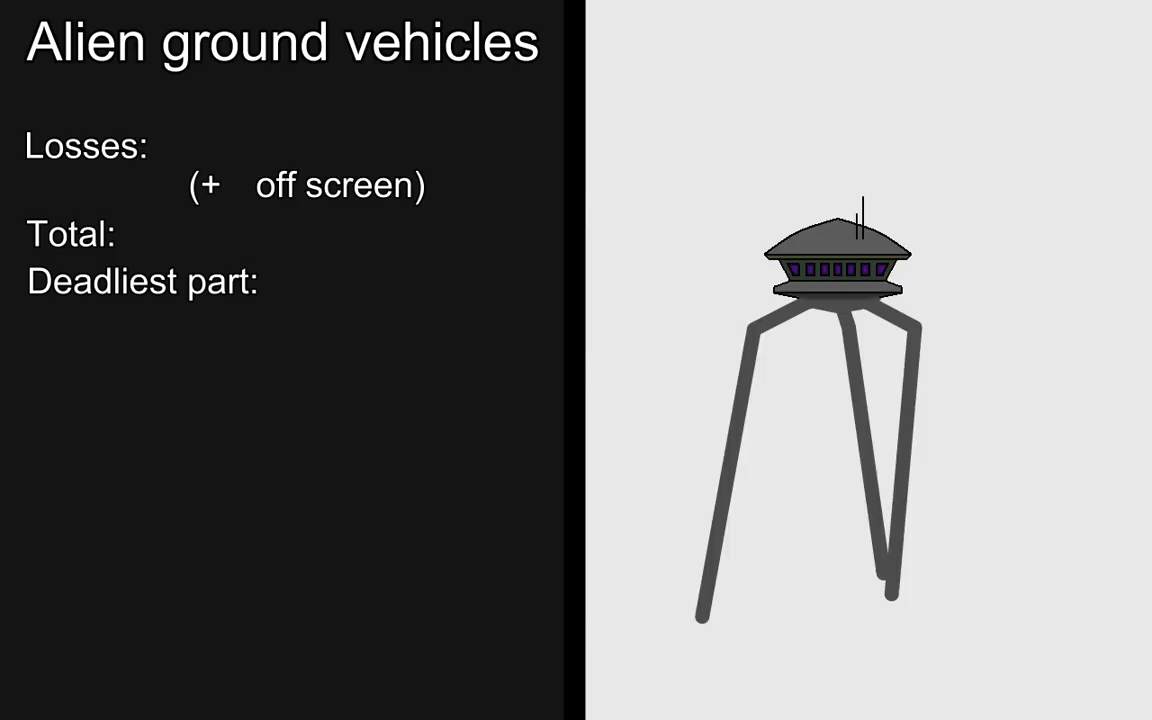 Alien ground vehicles
Losses:
(+ off screen)
Total:
Deadliest part: